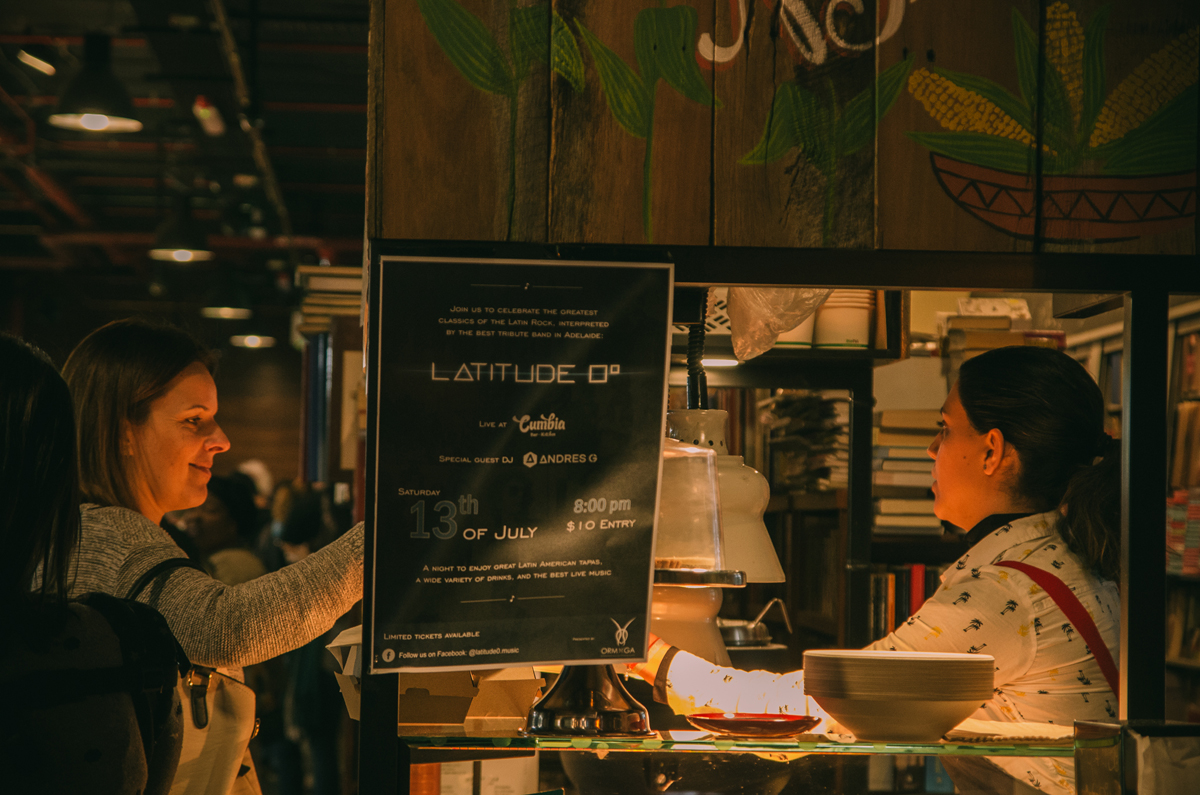 Join us to celebrate the greatest
classics of the Latin Rock, interpreted
by the best tribute band in Adelaide:
LATITUDE 0°
Live at Cumbia
Special guest DJ ANDRES G
Saturday
13th of July
8:00 pm
$10 Entry
A night to enjoy great Latin American tapas,
a wide variety of drinks, and the best live music
Limited tickets available
Follow us on Facebook: @latitude0.music
Presented by